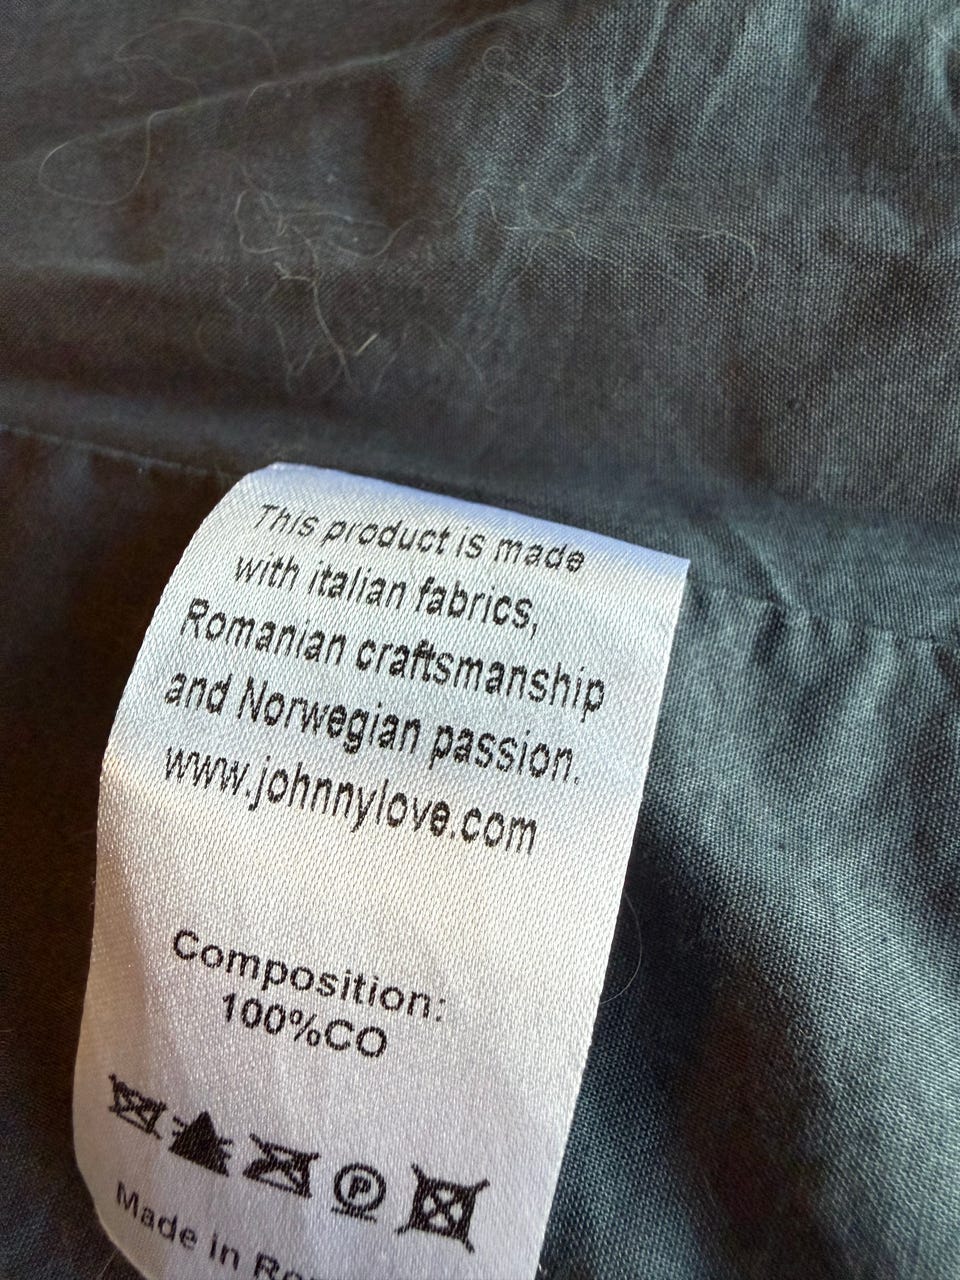 This product is made
with italian fabrics,
Romanian craftsmanship
and Norwegian passion.
www.johnnylove.com
Composition:
100%CO
P
Made in